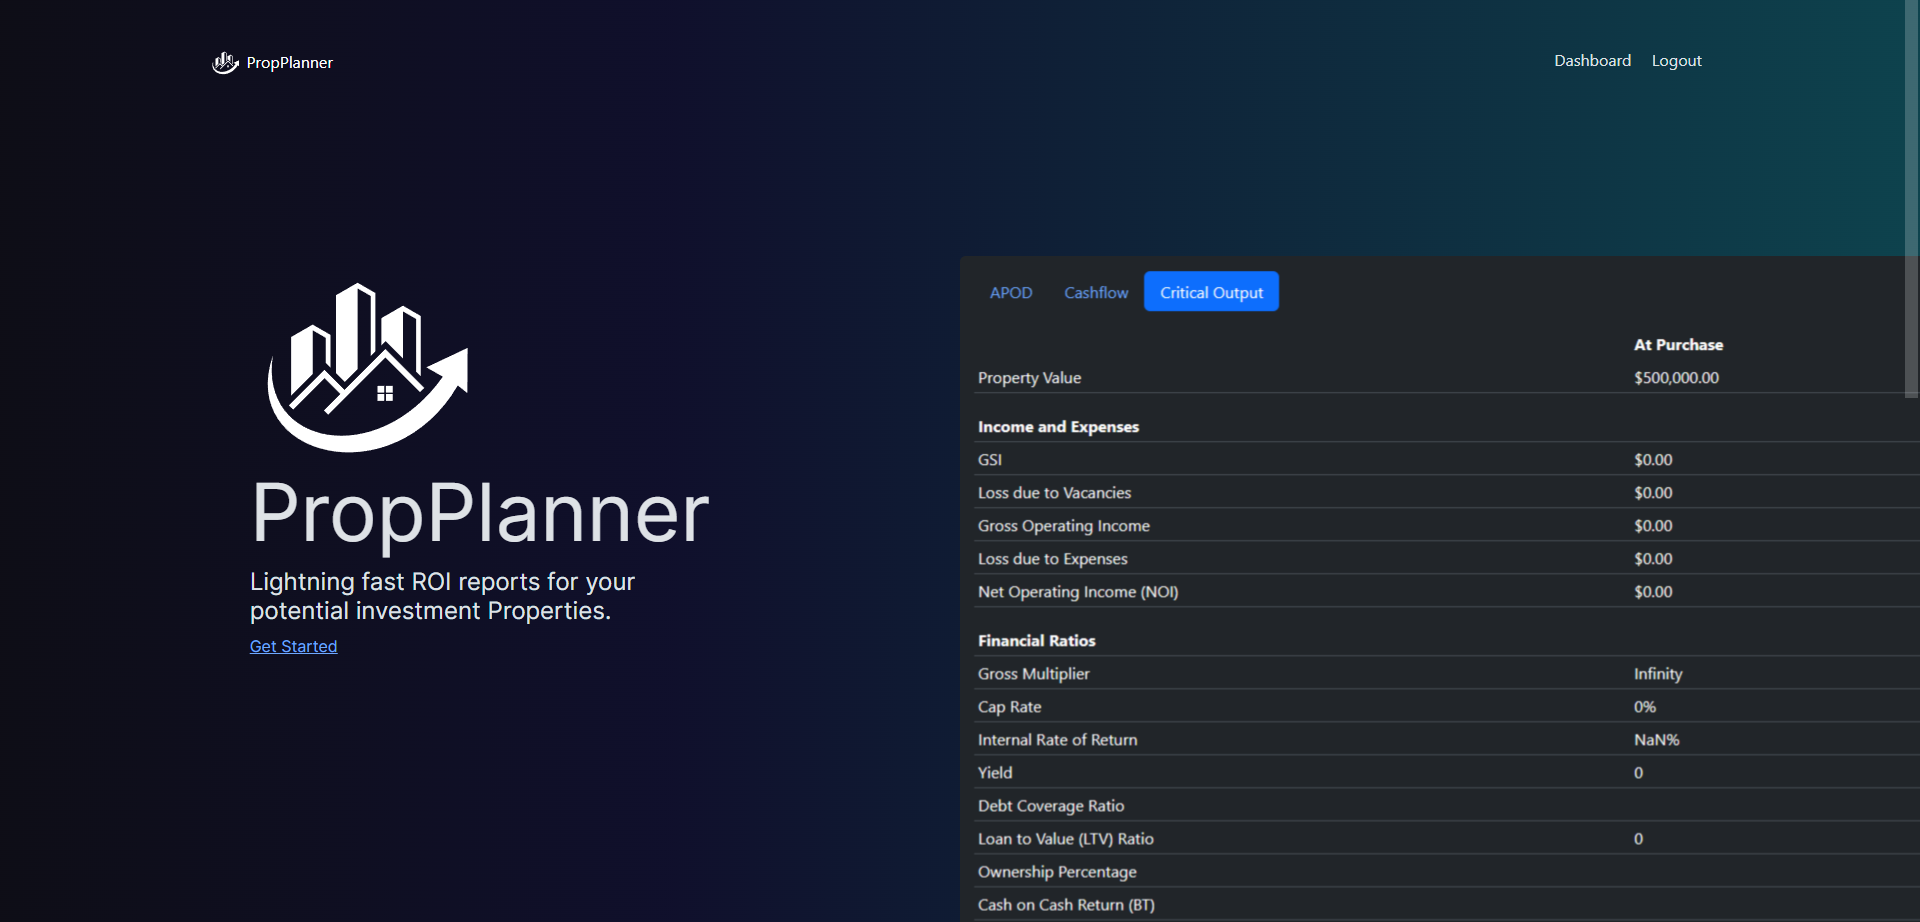 PropPlanner
Dashboard Logout
PropPlanner
Lightning fast ROI reports for your
potential investment Properties.
Get Started
APOD Cashflow Critical Output
At Purchase
Property Value $500,000.00
Income and Expenses
GSI $0.00
Loss due to Vacancies $0.00
Gross Operating Income $0.00
Loss due to Expenses $0.00
Net Operating Income (NOI) $0.00
Financial Ratios
Gross Multiplier Infinity
Cap Rate 0%
Internal Rate of Return NaN%
Yield 0
Debt Coverage Ratio
Loan to Value (LTV) Ratio 0
Ownership Percentage
Cash on Cash Return (BT)